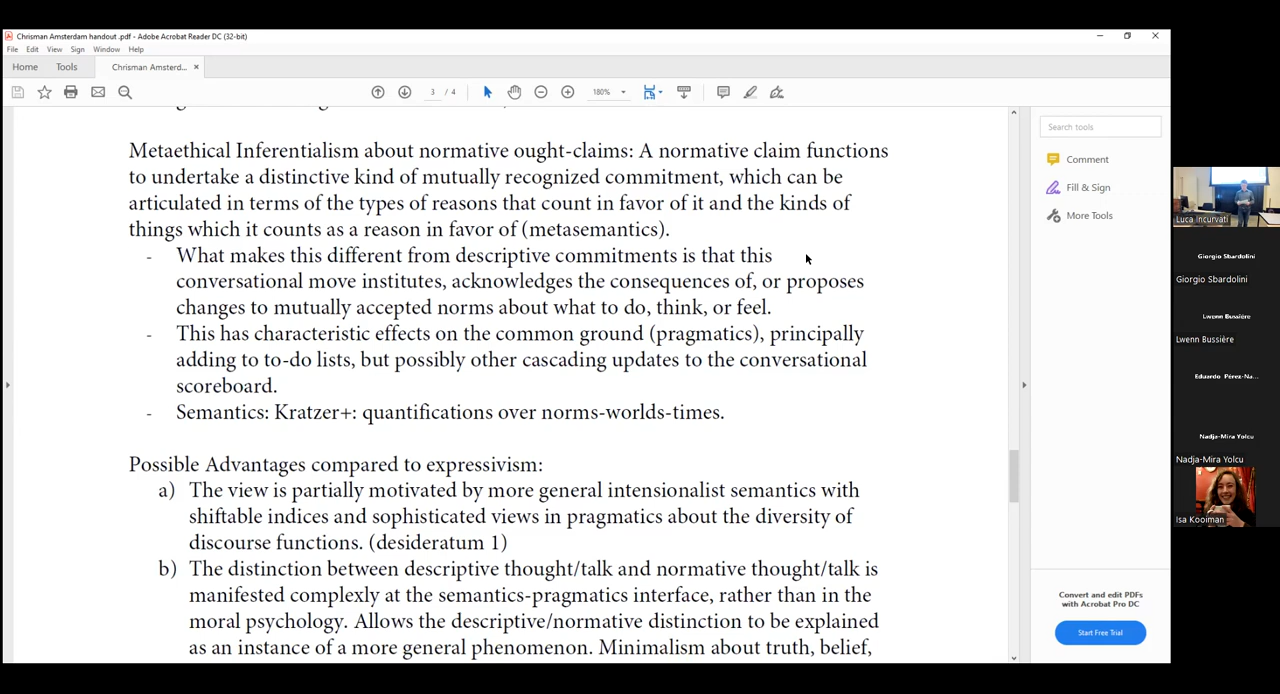 Chrisman Amsterdam handout .pdf - Adobe Acrobat Reader DC (32-bit)
File Edit View Sign Window Help
Home Tools Chrisman Amsterd... ×
3 / 4 180%
Metaethical Inferentialism about normative ought-claims: A normative claim functions
to undertake a distinctive kind of mutually recognized commitment, which can be
articulated in terms of the types of reasons that count in favor of it and the kinds of
things which it counts as a reason in favor of (metasemantics).
- What makes this different from descriptive commitments is that this
conversational move institutes, acknowledges the consequences of, or proposes
changes to mutually accepted norms about what to do, think, or feel.
- This has characteristic effects on the common ground (pragmatics), principally
adding to to-do lists, but possibly other cascading updates to the conversational
scoreboard.
- Semantics: Kratzer+: quantifications over norms-worlds-times.
Possible Advantages compared to expressivism:
a) The view is partially motivated by more general intensionalist semantics with
shiftable indices and sophisticated views in pragmatics about the diversity of
discourse functions. (desideratum 1)
b) The distinction between descriptive thought/talk and normative thought/talk is
manifested complexly at the semantics-pragmatics interface, rather than in the
moral psychology. Allows the descriptive/normative distinction to be explained
as an instance of a more general phenomenon. Minimalism about truth, belief,
Search tools
Comment
Fill & Sign
More Tools
Convert and edit PDFs
with Acrobat Pro DC
Start Free Trial
Luca Incurvati
Giorgio Sbardolini
Giorgio Sbardolini
Lwenn Bussière
Lwenn Bussière
Eduardo Pérez-Na...
Nadja-Mira Yolcu
Nadja-Mira Yolcu
Isa Kooiman